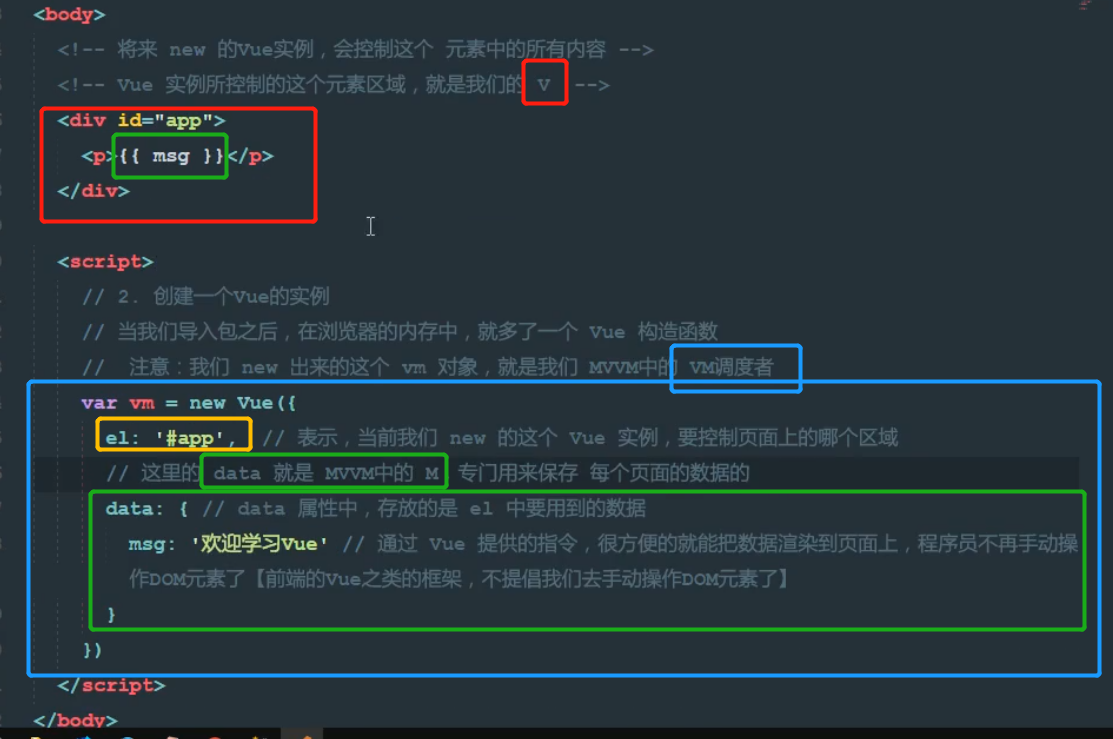 <body>
<!-- 将来 new 的Vue实例，会控制这个 元素中的所有内容 -->
<!-- Vue 实例所控制的这个元素区域，就是我们的 V -->
<div id="app">
<p>{{ msg }}</p>
</div>
<script>
// 2. 创建一个Vue的实例
// 当我们导入包之后，在浏览器的内存中，就多了一个 Vue 构造函数
// 注意：我们 new 出来的这个 vm 对象，就是我们 MVVM中的 VM调度者
var vm = new Vue({
el: '#app', // 表示，当前我们 new 的这个 Vue 实例，要控制页面上的哪个区域
// 这里的 data 就是 MVVM中的 M 专门用来保存 每个页面的数据的
data: { // data 属性中，存放的是 el 中要用到的数据
msg: '欢迎学习Vue' // 通过 Vue 提供的指令，很方便的就能把数据渲染到页面上，程序员不再手动操
作DOM元素了【前端的Vue之类的框架，不提倡我们去手动操作DOM元素了】
}
})
</script>
</body>